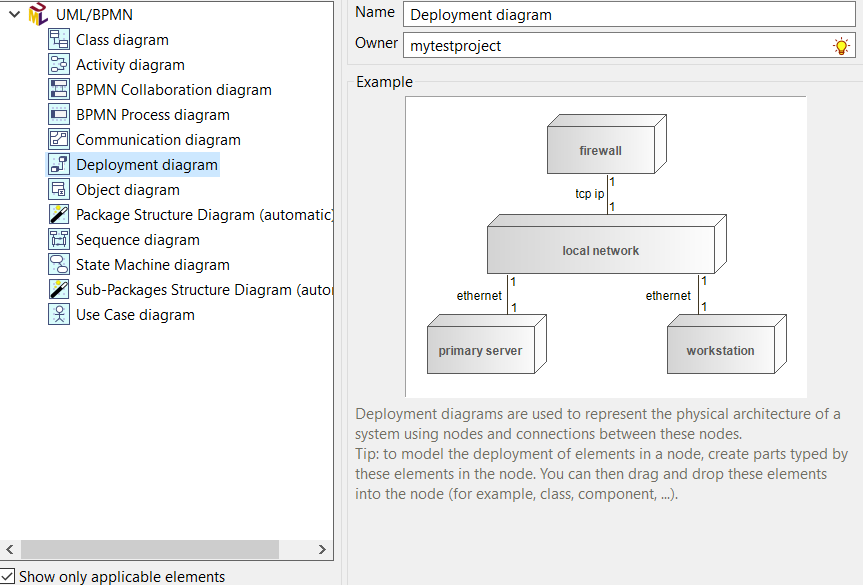 UML/BPMN
Class diagram
Activity diagram
BPMN Collaboration diagram
BPMN Process diagram
Communication diagram
Deployment diagram
Object diagram
Package Structure Diagram (automatic)
Sequence diagram
State Machine diagram
Sub-Packages Structure Diagram (auto
Use Case diagram
Show only applicable elements
Name Deployment diagram
Owner mytestproject
Example
firewall
1
tcp ip
1
local network
1 1
ethernet ethernet
1 1
primary server workstation
Deployment diagrams are used to represent the physical architecture of a
system using nodes and connections between these nodes.
Tip: to model the deployment of elements in a node, create parts typed by
these elements in the node. You can then drag and drop these elements
into the node (for example, class, component, ...).